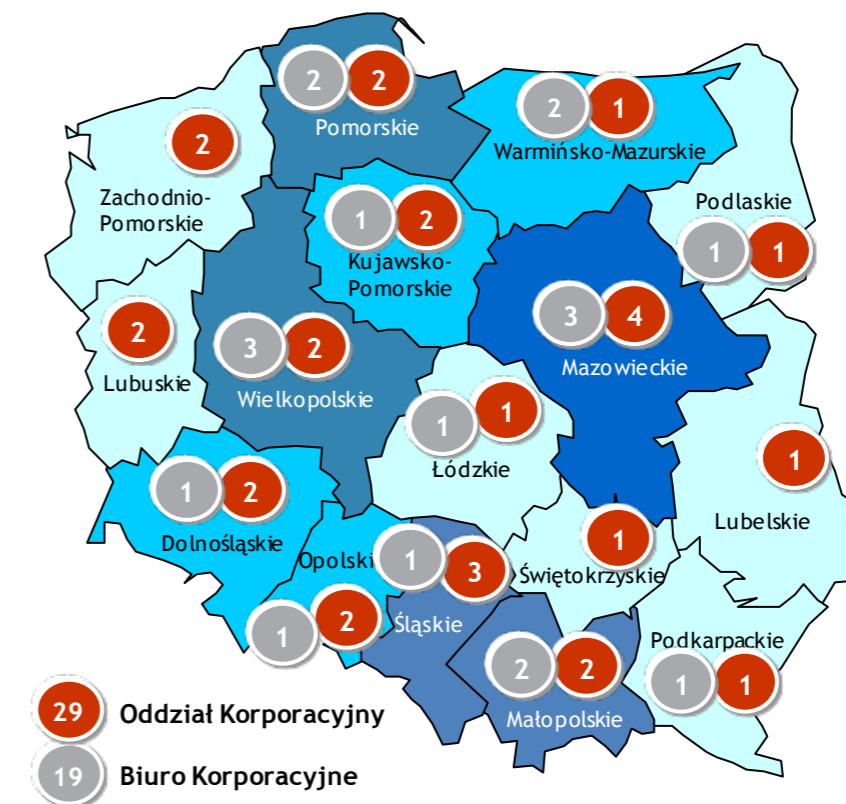 2 2
Pomorskie
2 1
Warmińsko-Mazurskie
2
Zachodnio-
Pomorskie
Podlaskie
1 1
1 2
Kujawsko-
Pomorskie
2
Lubuskie
3 2
Wielkopolskie
3 4
Mazowieckie
1 1
Łódzkie
1
Lubelskie
1 2
Dolnośląskie
Opolski
1 2
1 3
Śląskie
1
Świętokrzyskie
Podkarpackie
1 1
2 2
Małopolskie
29 Oddział Korporacyjny
19 Biuro Korporacyjne